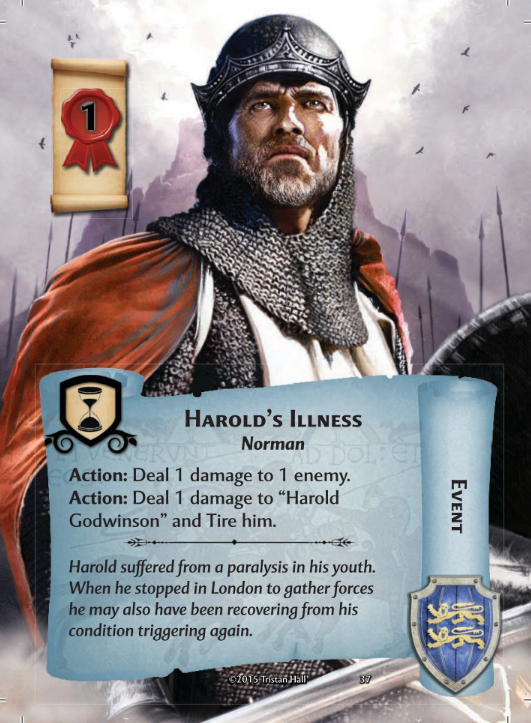 1
HAROLD'S ILLNESS
Norman
Action: Deal 1 damage to 1 enemy.
Action: Deal 1 damage to "Harold
Godwinson" and Tire him.
Harold suffered from a paralysis in his youth.
When he stopped in London to gather forces
he may also have been recovering from his
condition triggering again.
EVENT
©2015 Tristan Hall
37